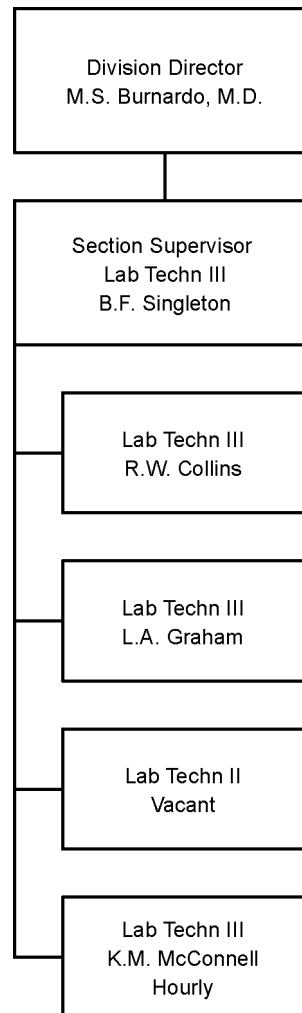 Division Director
M.S. Burnardo, M.D.
Section Supervisor
Lab Techn III
B.F. Singleton
Lab Techn III
R.W. Collins
Lab Techn III
L.A. Graham
Lab Techn II
Vacant
Lab Techn III
K.M. McConnell
Hourly